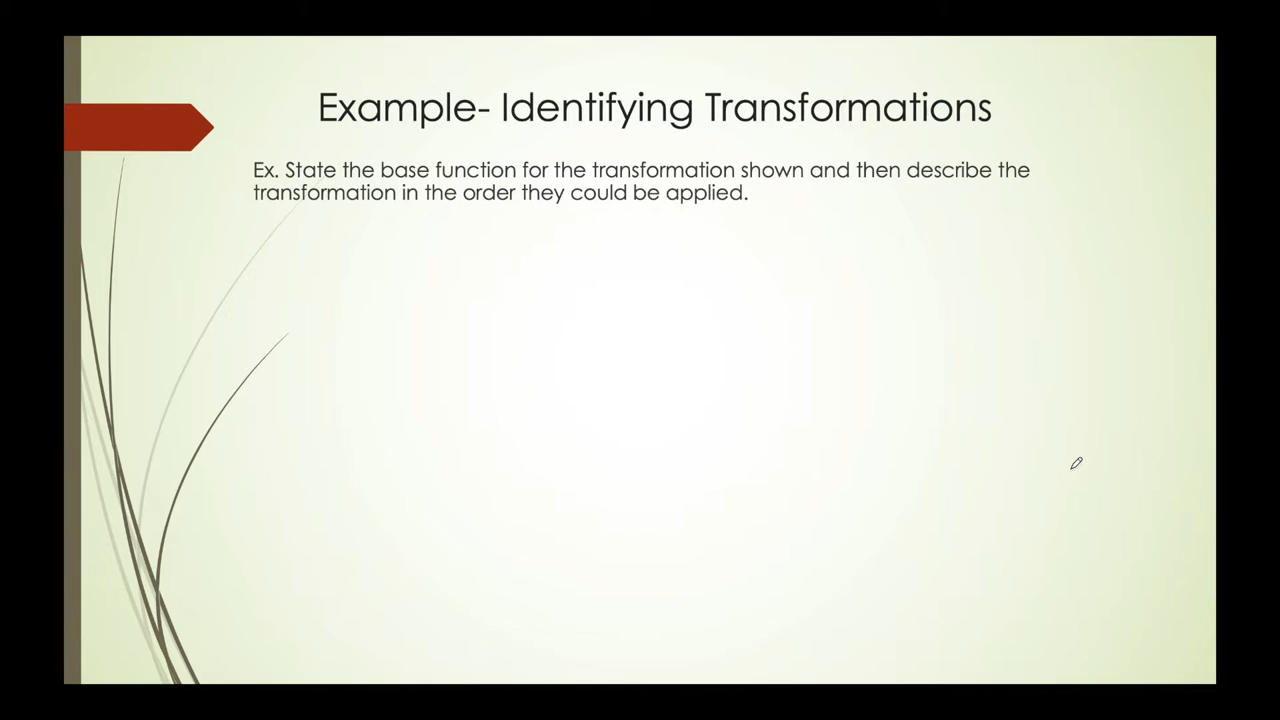 Example- Identifying Transformations
Ex. State the base function for the transformation shown and then describe the
transformation in the order they could be applied.